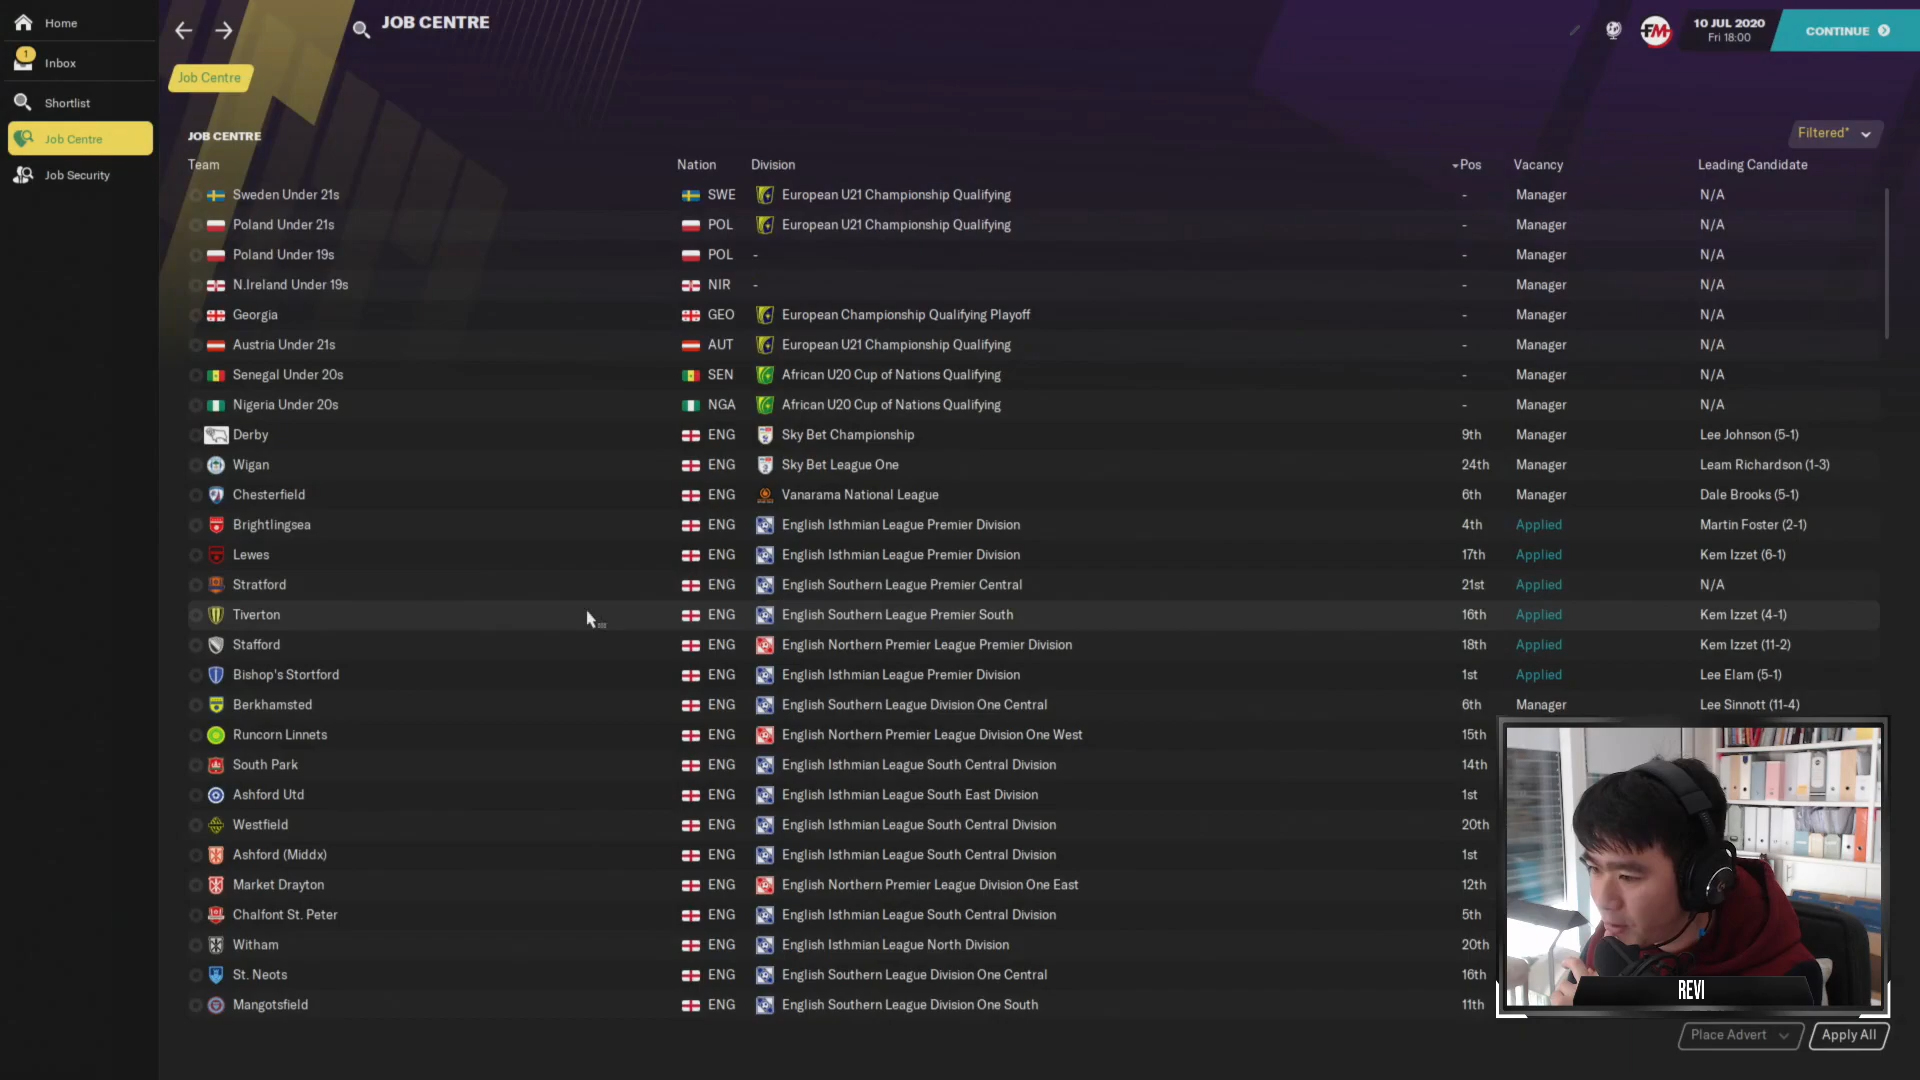 Home
Inbox
1
Shortlist
Job Centre
Job Security
JOB CENTRE
FM
10 JUL 2020
Fri 18:00
CONTINUE
Job Centre
JOB CENTRE
Filtered*
Team Nation Division Pos Vacancy Leading Candidate
Sweden Under 21s SWE European U21 Championship Qualifying - Manager N/A
Poland Under 21s POL European U21 Championship Qualifying - Manager N/A
Poland Under 19s POL - - Manager N/A
N.Ireland Under 19s NIR - - Manager N/A
Georgia GEO European Championship Qualifying Playoff - Manager N/A
Austria Under 21s AUT European U21 Championship Qualifying - Manager N/A
Senegal Under 20s SEN African U20 Cup of Nations Qualifying - Manager N/A
Nigeria Under 20s NGA African U20 Cup of Nations Qualifying - Manager N/A
Derby ENG Sky Bet Championship 9th Manager Lee Johnson (5-1)
Wigan ENG Sky Bet League One 24th Manager Leam Richardson (1-3)
Chesterfield ENG Vanarama National League 6th Manager Dale Brooks (5-1)
Brightlingsea ENG English Isthmian League Premier Division 4th Applied Martin Foster (2-1)
Lewes ENG English Isthmian League Premier Division 17th Applied Kem Izzet (6-1)
Stratford ENG English Southern League Premier Central 21st Applied N/A
Tiverton ENG English Southern League Premier South 16th Applied Kem Izzet (4-1)
Stafford ENG English Northern Premier League Premier Division 18th Applied Kem Izzet (11-2)
Bishop's Stortford ENG English Isthmian League Premier Division 1st Applied Lee Elam (5-1)
Berkhamsted ENG English Southern League Division One Central 6th Manager Lee Sinnott (11-4)
Runcorn Linnets ENG English Northern Premier League Division One West 15th
South Park ENG English Isthmian League South Central Division 14th
Ashford Utd ENG English Isthmian League South East Division 1st
Westfield ENG English Isthmian League South Central Division 20th
Ashford (Middx) ENG English Isthmian League South Central Division 1st
Market Drayton ENG English Northern Premier League Division One East 12th
Chalfont St. Peter ENG English Isthmian League South Central Division 5th
Witham ENG English Isthmian League North Division 20th
St. Neots ENG English Southern League Division One Central 16th
Mangotsfield ENG English Southern League Division One South 11th
REVI
Place Advert
Apply All